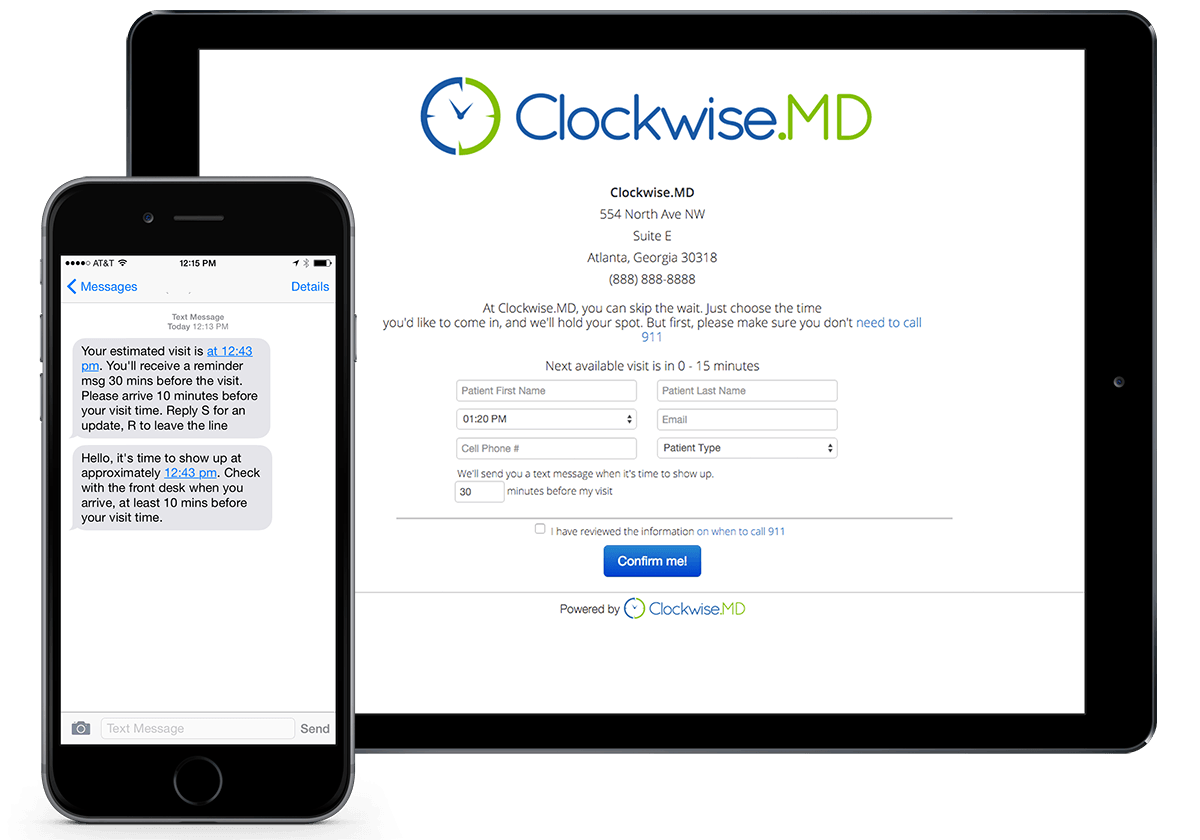 Clockwise.MD
Clockwise.MD
554 North Ave NW
Suite E
Atlanta, Georgia 30318
(888) 888-8888
At Clockwise.MD, you can skip the wait. Just choose the time
you'd like to come in, and we'll hold your spot. But first, please make sure you don't need to call
911
Next available visit is in 0 - 15 minutes
Patient First Name
Patient Last Name
01:20 PM
Email
Cell Phone #
Patient Type
We'll send you a text message when it's time to show up.
30 minutes before my visit
I have reviewed the information on when to call 911
Confirm me!
Powered by Clockwise.MD
AT&T 12:15 PM
Messages Details
Text Message
Today 12:13 PM
Your estimated visit is at 12:43
pm. You'll receive a reminder
msg 30 mins before the visit.
Please arrive 10 minutes before
your visit time. Reply S for an
update, R to leave the line
Hello, it's time to show up at
approximately 12:43 pm. Check
with the front desk when you
arrive, at least 10 mins before
your visit time.
Text Message Send